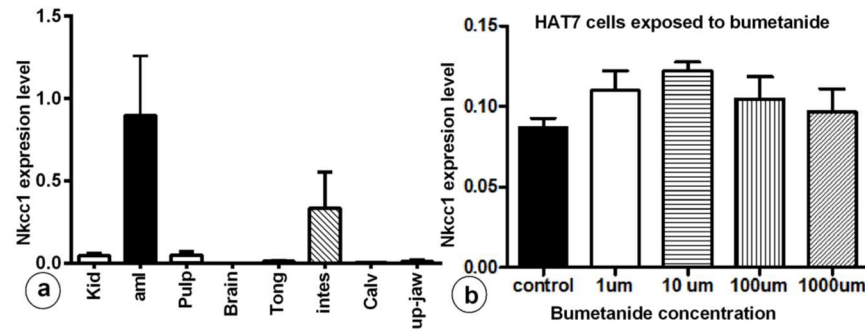 Nkcc1 expresion level
1.5
1.0
0.5
0.0
Kid
aml
Pulp
Brain
Tong
intes
Calv
up-jaw
a
HAT7 cells exposed to bumetanide
Nkcc1 expresion level
0.15
0.10
0.05
0.00
control 1um 10 um 100um 1000um
Bumetanide concentration
b